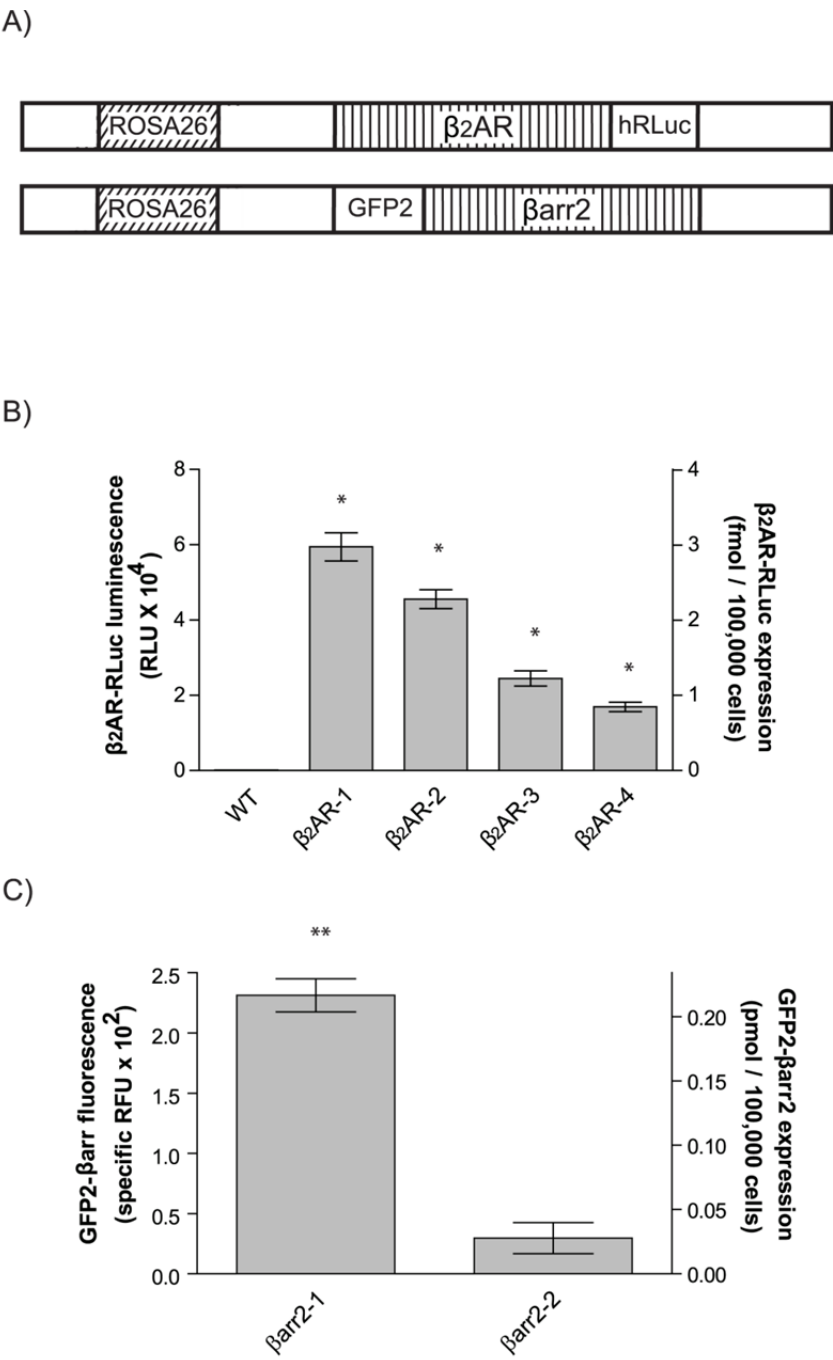 A)
ROSA26 β2AR hRLuc
ROSA26 GFP2 βarr2
B)
β2AR-RLuc luminescence
(RLU X 10^4)
8
6
4
2
0
*
*
*
*
4
3
2
1
0
β2AR-RLuc expression
(fmol / 100,000 cells)
WT
β2AR-1
β2AR-2
β2AR-3
β2AR-4
C)
GFP2-βarr fluorescence
(specific RFU x 10^2)
2.5
2.0
1.5
1.0
0.5
0.0
**
0.20
0.15
0.10
0.05
0.00
GFP2-βarr2 expression
(pmol / 100,000 cells)
βarr2-1
βarr2-2